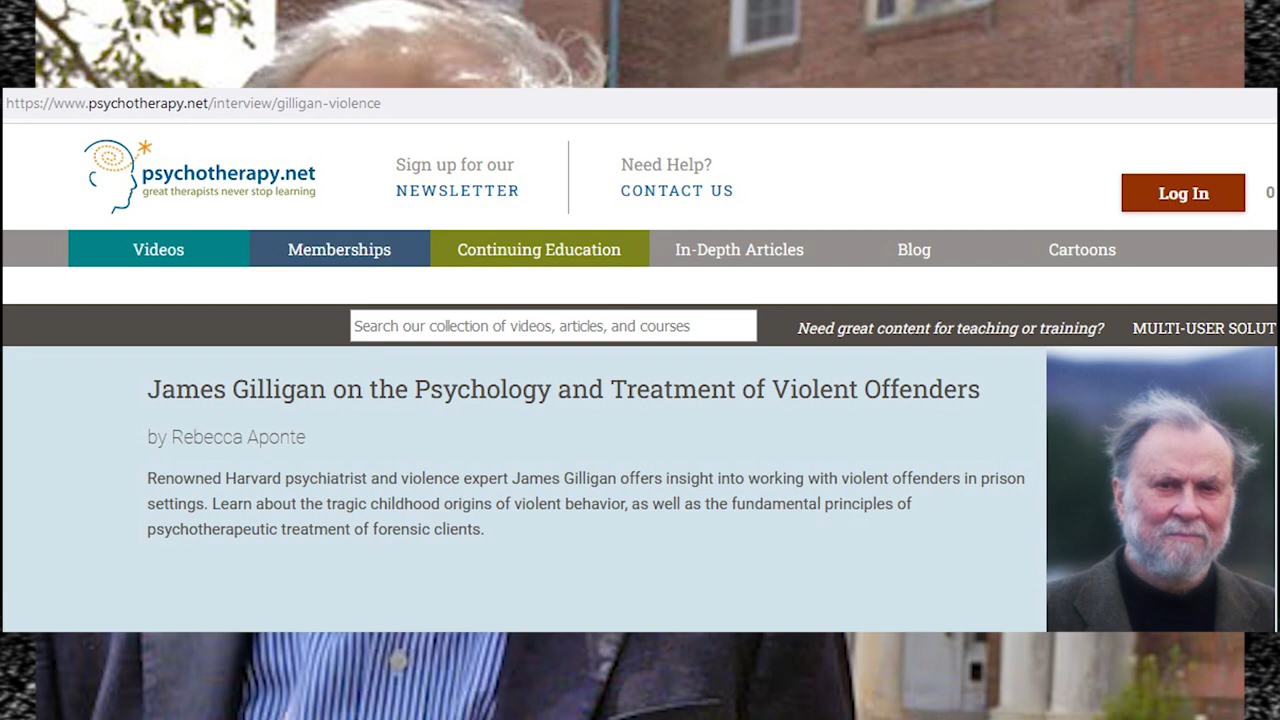 https://www.psychotherapy.net/interview/gilligan-violence
psychotherapy.net
great therapists never stop learning
Sign up for our
NEWSLETTER
Need Help?
CONTACT US
Log In
0
Videos
Memberships
Continuing Education
In-Depth Articles
Blog
Cartoons
Search our collection of videos, articles, and courses
Need great content for teaching or training?
MULTI-USER SOLUT
James Gilligan on the Psychology and Treatment of Violent Offenders
by Rebecca Aponte
Renowned Harvard psychiatrist and violence expert James Gilligan offers insight into working with violent offenders in prison
settings. Learn about the tragic childhood origins of violent behavior, as well as the fundamental principles of
psychotherapeutic treatment of forensic clients.